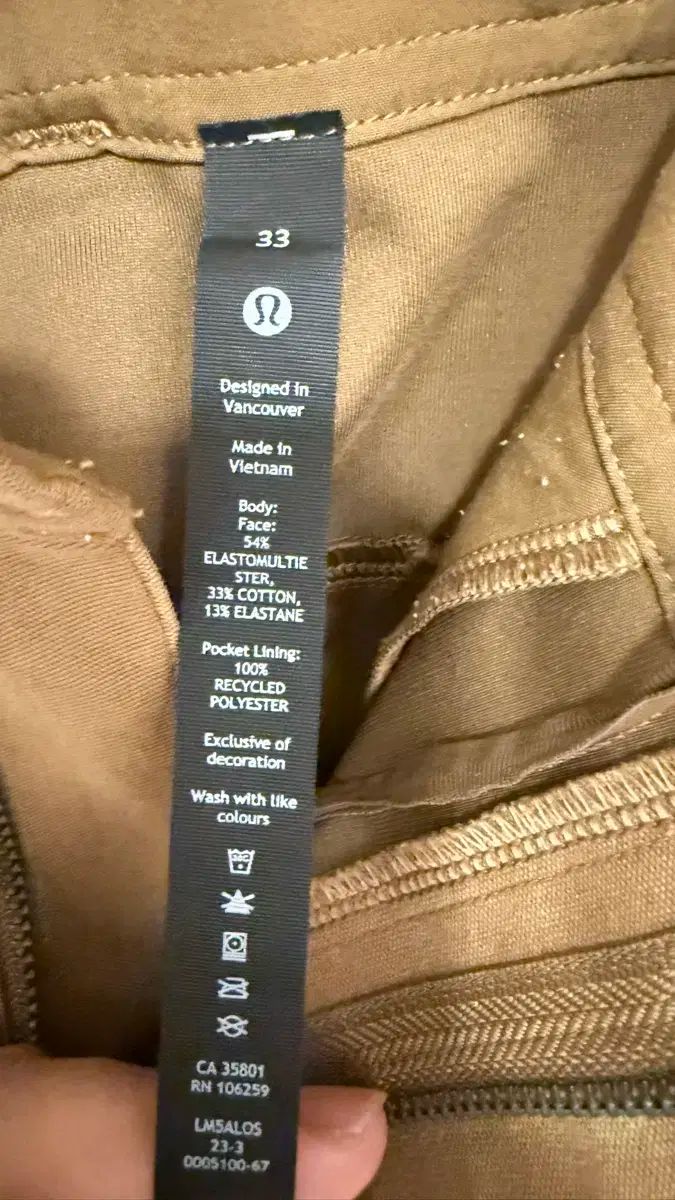 33
Designed in
Vancouver
Made in
Vietnam
Body:
Face:
54%
ELASTOMULTIE
STER,
33% COTTON,
13% ELASTANE
Pocket Lining:
100%
RECYCLED
POLYESTER
Exclusive of
decoration
Wash with like
colours
30C
CA 35801
RN 106259
LM5ALOS
23-3
0005100-67